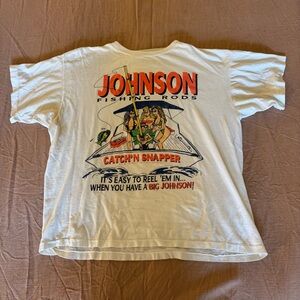 JOHNSON
FISHING RODS
CATCH'N SNAPPER
IT'S EASY TO REEL 'EM IN...
WHEN YOU HAVE A BIG JOHNSON!